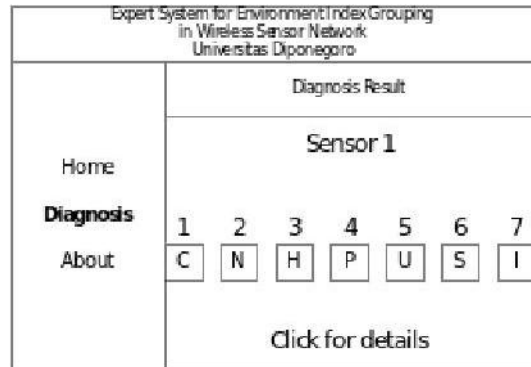 Expert System for Environment Index Grouping
in Wireless Sensor Network
Universitas Diponegoro
Diagnosis Result
Sensor 1
Home
Diagnosis
About
1 2 3 4 5 6 7
C N H P U S I
Click for details